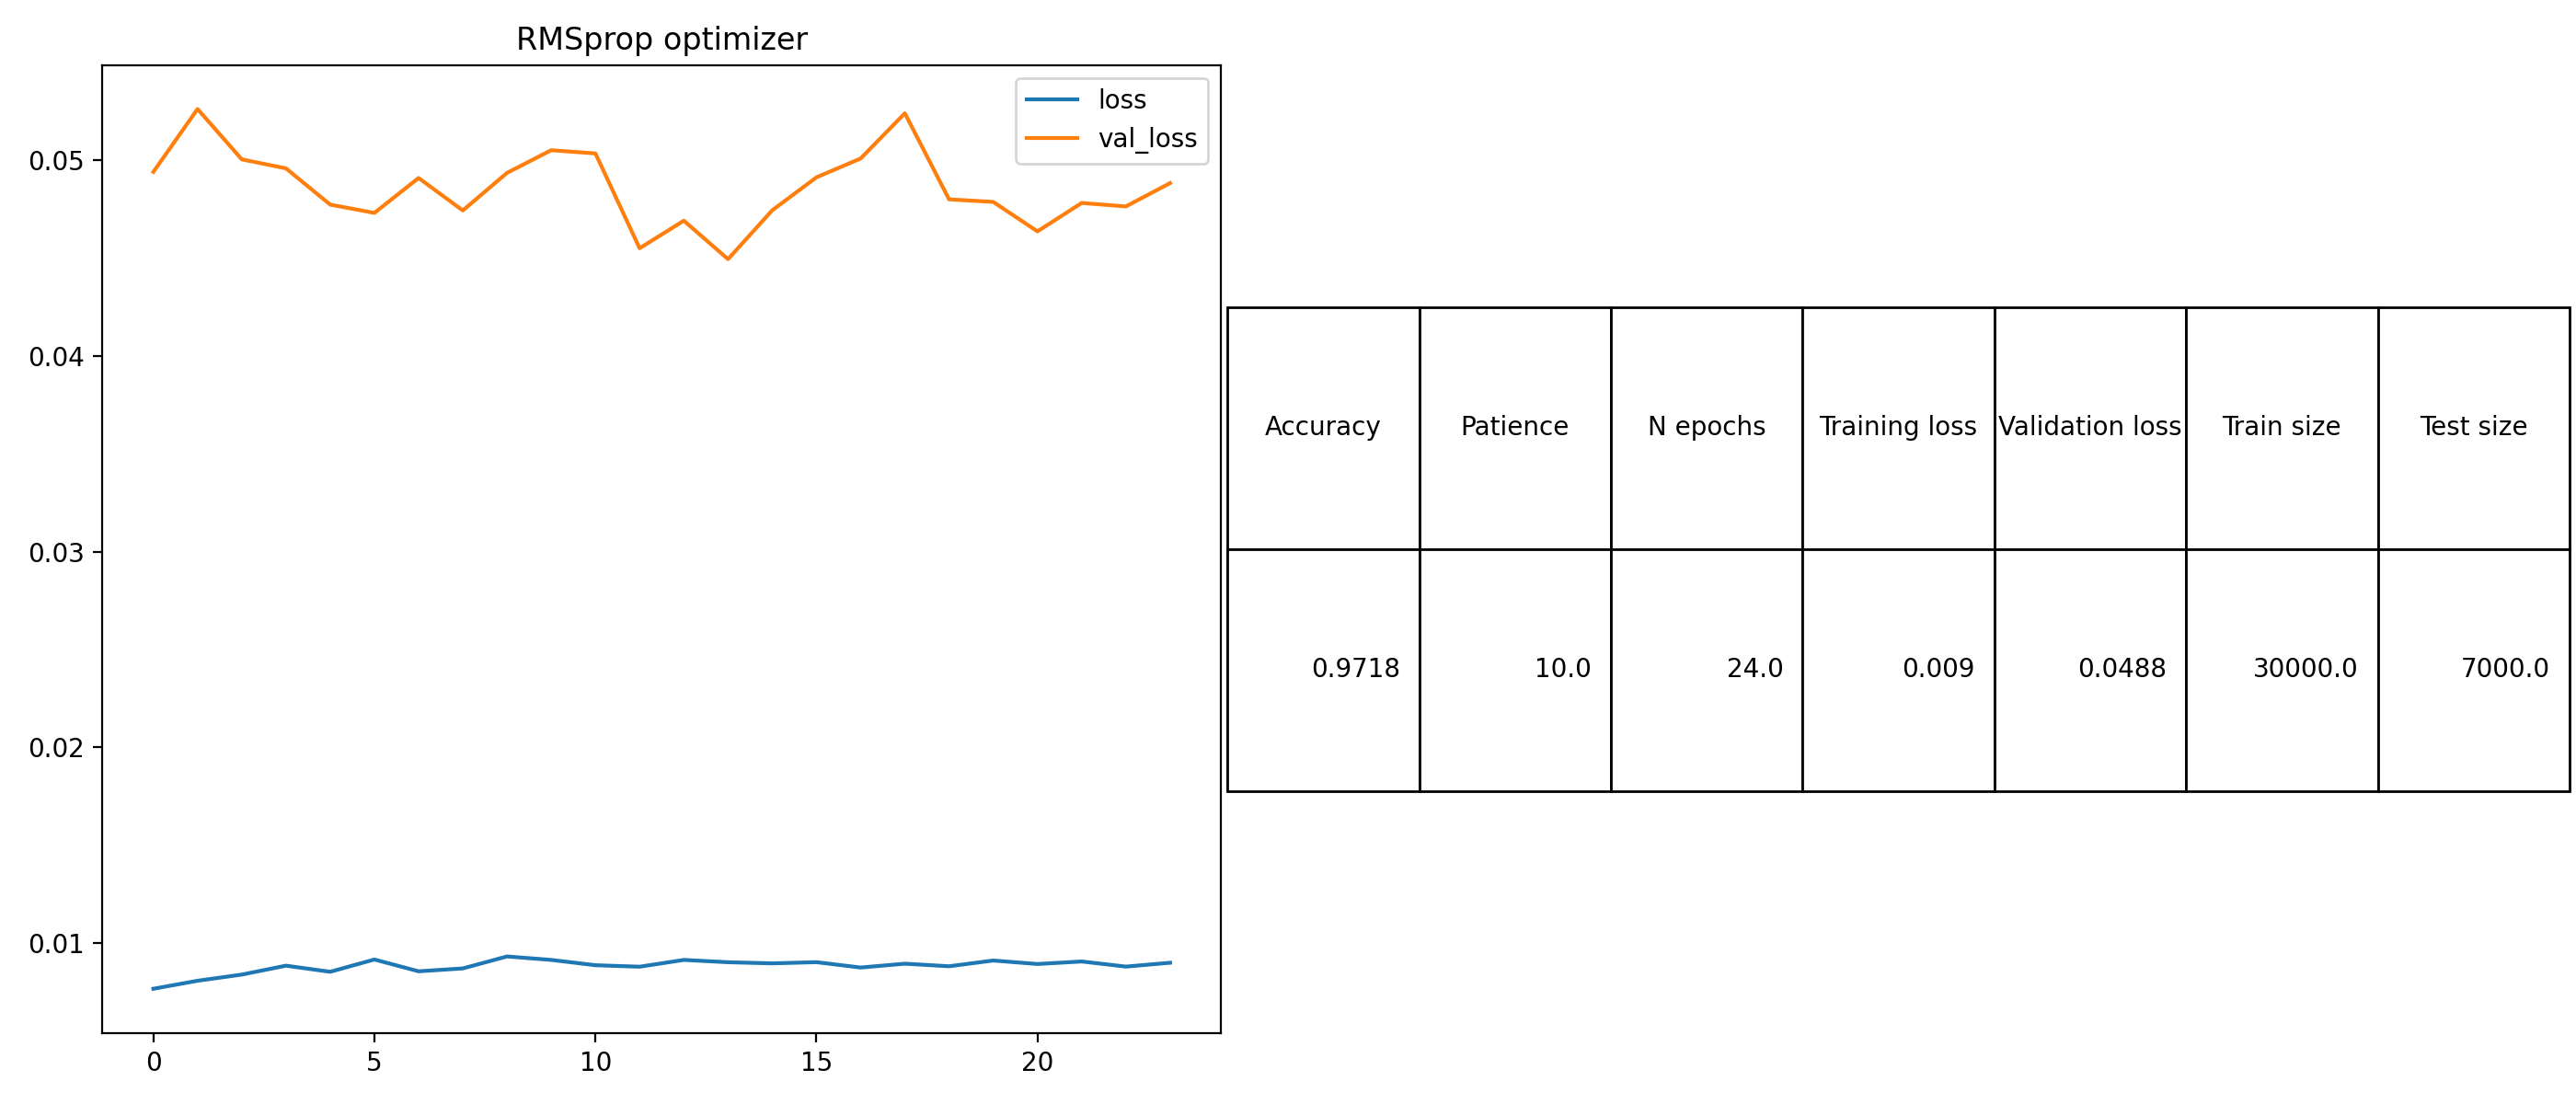 RMSprop optimizer
loss
val_loss
0.05
0.04
0.03
0.02
0.01
0 5 10 15 20
Accuracy Patience N epochs Training loss Validation loss Train size Test size
0.9718 10.0 24.0 0.009 0.0488 30000.0 7000.0